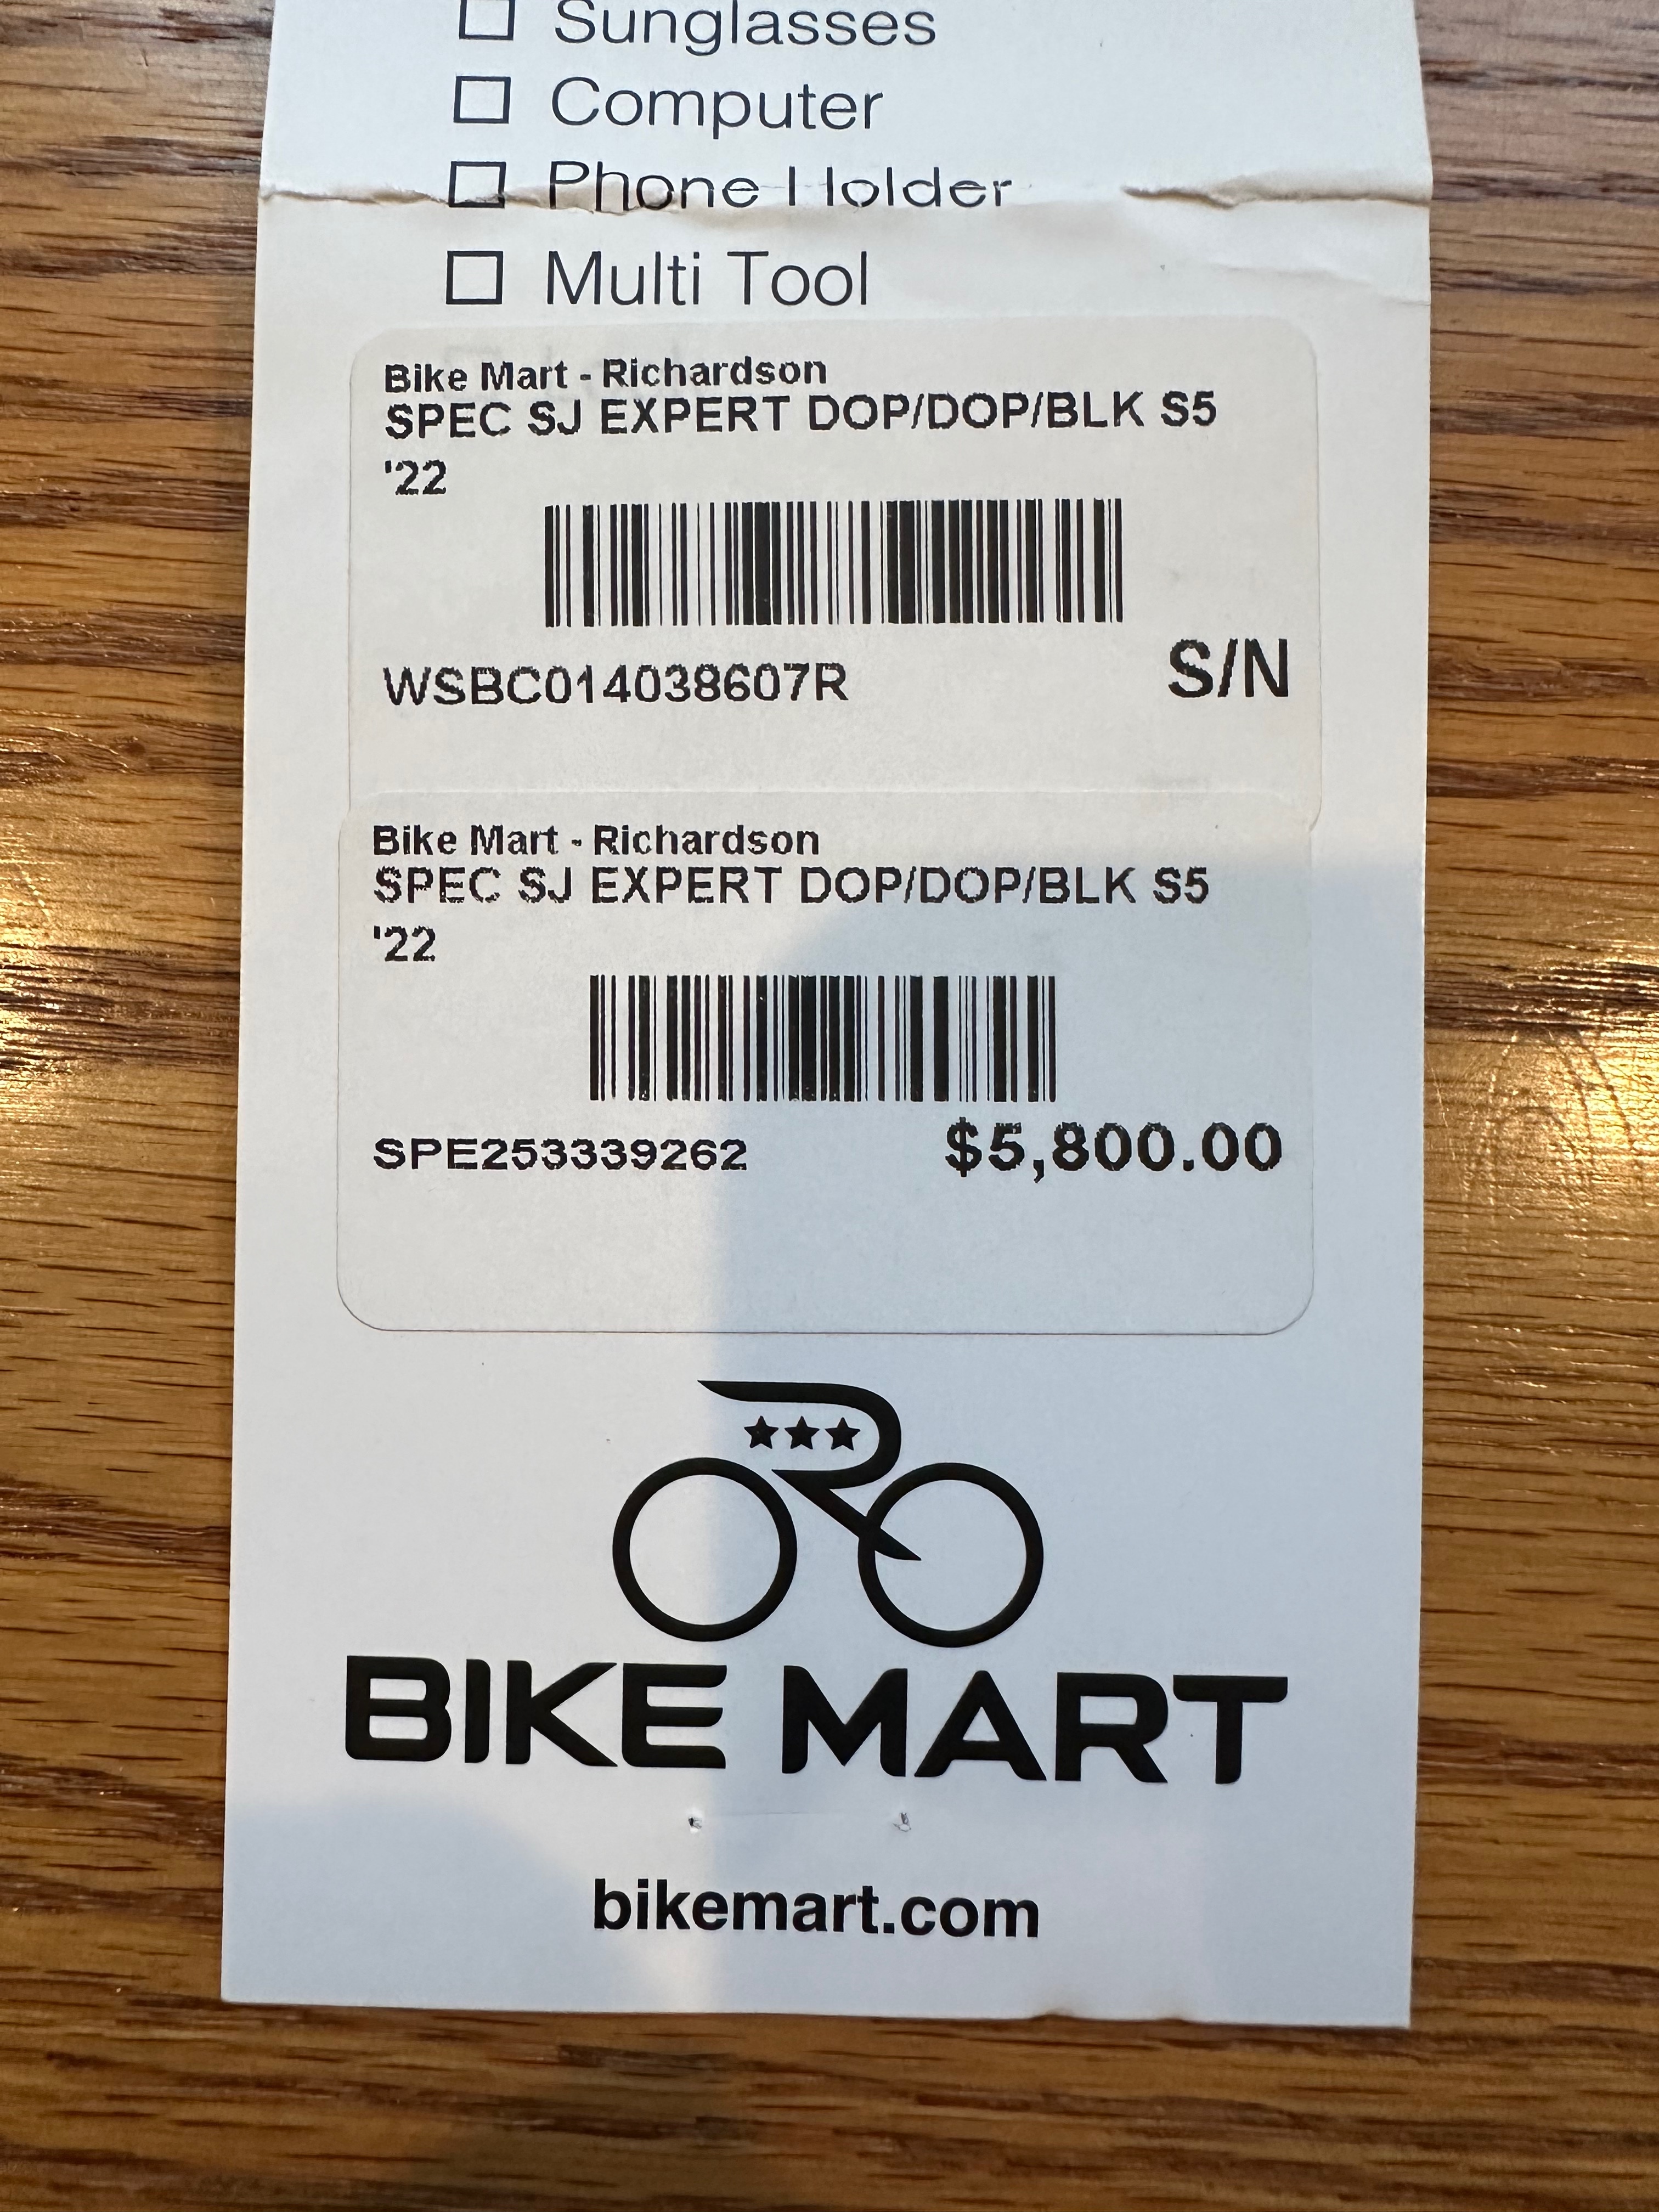 Sunglasses
Computer
Phone Holder
Multi Tool
Bike Mart - Richardson
SPEC SJ EXPERT DOP/DOP/BLK S5
'22
WSBC014038607R
S/N
Bike Mart - Richardson
SPEC SJ EXPERT DOP/DOP/BLK S5
'22
SPE253339262
$5,800.00
BIKE MART
bikemart.com